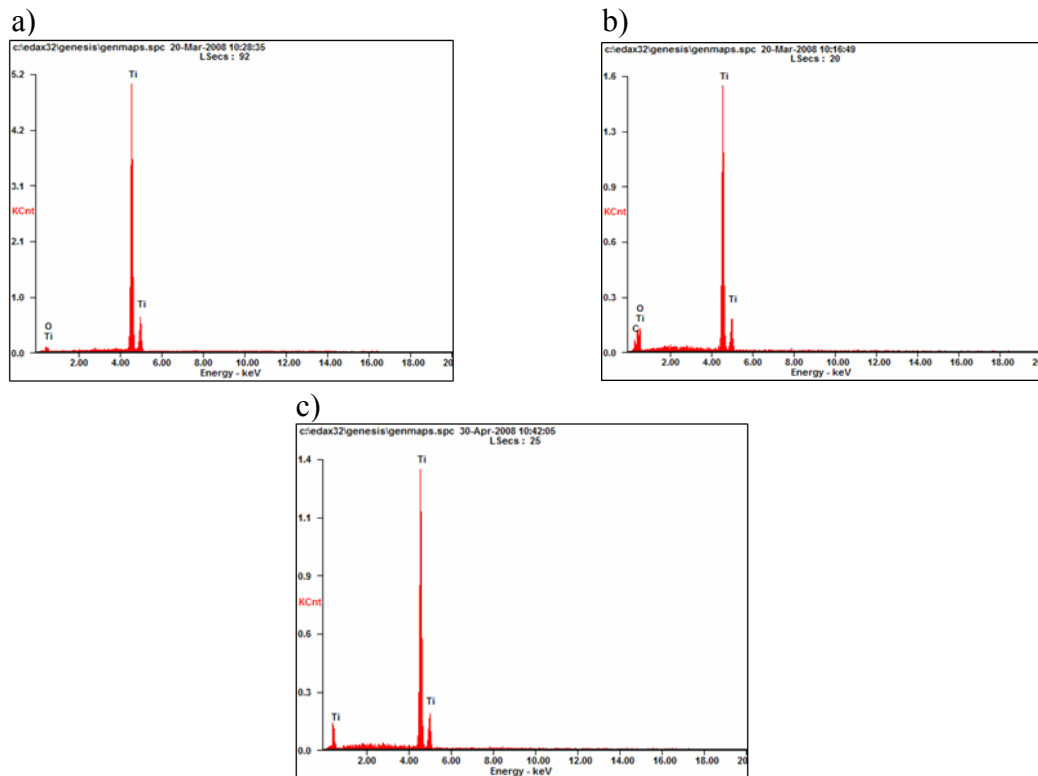 a)
c:\edax32\genesis\genmaps.spc 20-Mar-2008 10:28:35
LSecs : 92
5.2
4.2
3.1
KCnt
2.1
1.0
0.0
Ti
Ti
O
Ti
2.00 4.00 6.00 8.00 10.00 12.00 14.00 16.00 18.00 20
Energy - keV
b)
c:\edax32\genesis\genmaps.spc 20-Mar-2008 10:16:49
LSecs : 20
1.6
1.3
0.9
KCnt
0.6
0.3
0.0
Ti
Ti
O
Ti
C
2.00 4.00 6.00 8.00 10.00 12.00 14.00 16.00 18.00 20
Energy - keV
c)
c:\edax32\genesis\genmaps.spc 30-Apr-2008 10:42:05
LSecs : 25
1.4
1.1
0.9
KCnt
0.6
0.3
0.0
Ti
Ti
Ti
2.00 4.00 6.00 8.00 10.00 12.00 14.00 16.00 18.00 20
Energy - keV